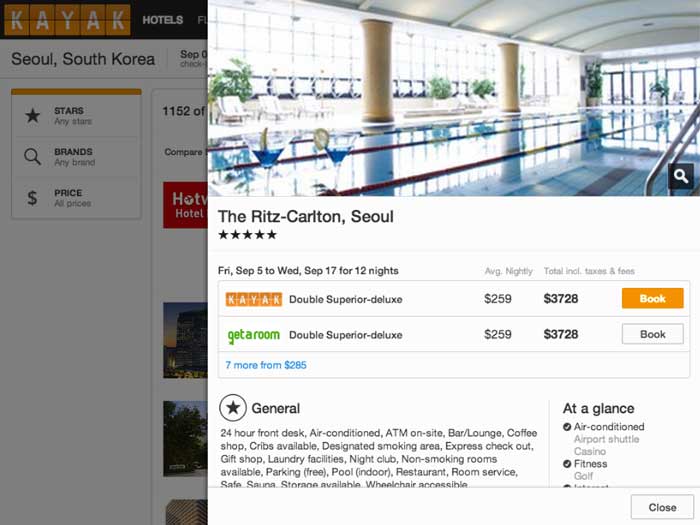 KAYAK
HOTELS
FL
Seoul, South Korea
Sep 0
check-i
STARS
Any stars
BRANDS
Any brand
$
PRICE
All prices
1152 of
Compare
Hotw
Hotel
The Ritz-Carlton, Seoul
★★★★★
Fri, Sep 5 to Wed, Sep 17 for 12 nights
Avg. Nightly
Total incl. taxes & fees
KAYAK Double Superior-deluxe $259 $3728 Book
getaroom Double Superior-deluxe $259 $3728 Book
7 more from $285
General
24 hour front desk, Air-conditioned, ATM on-site, Bar/Lounge, Coffee
shop, Cribs available, Designated smoking area, Express check out,
Gift shop, Laundry facilities, Night club, Non-smoking rooms
available, Parking (free), Pool (indoor), Restaurant, Room service,
Safe, Sauna, Storage available, Wheelchair accessible
At a glance
Air-conditioned
Airport shuttle
Casino
Fitness
Golf
Internet
Close